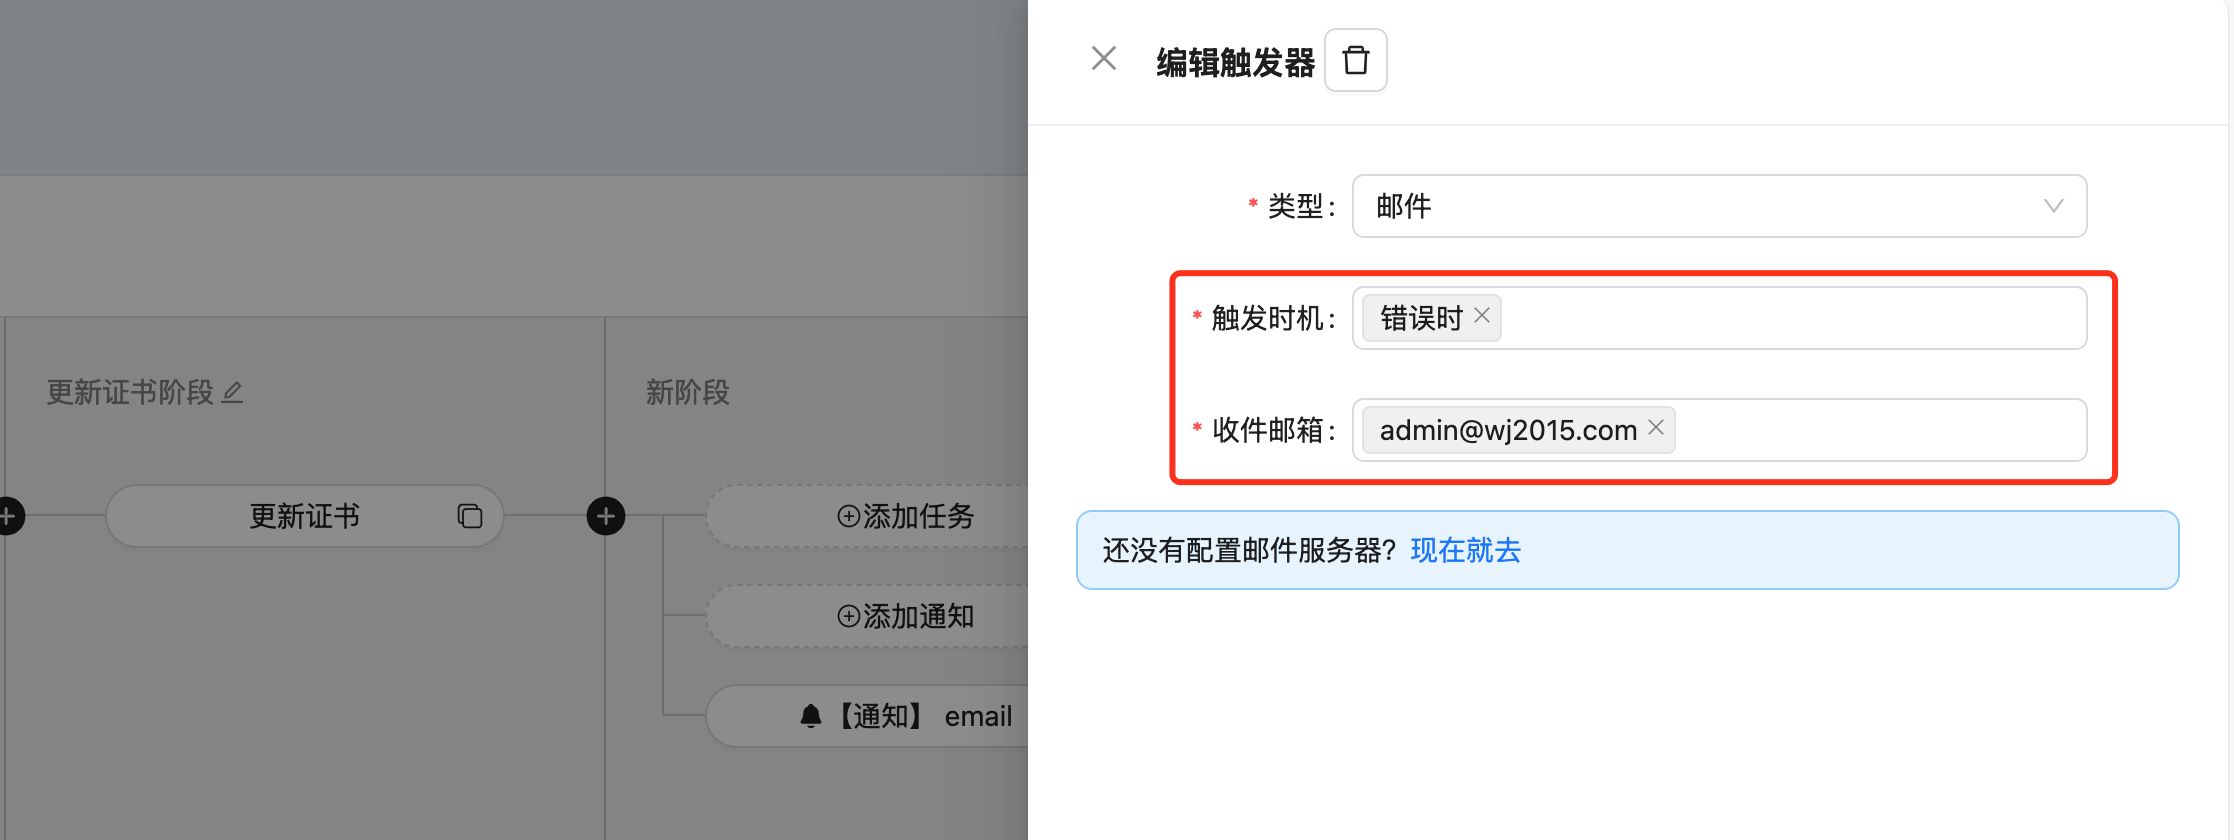 编辑触发器
* 类型:
邮件
* 触发时机:
错误时
* 收件邮箱:
admin@wj2015.com
还没有配置邮件服务器? 现在就去
更新证书阶段
新阶段
更新证书
添加任务
添加通知
【通知】 email